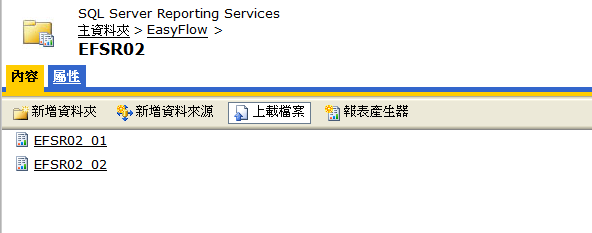 SQL Server Reporting Services
主資料夾 > EasyFlow >
EFSR02
內容 屬性
新增資料夾 新增資料來源 上載檔案 報表產生器
EFSR02_01
EFSR02_02